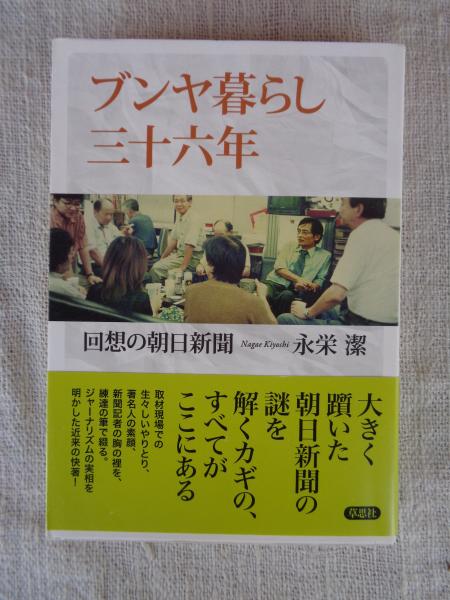 ブンヤ暮らし
三十六年
回想の朝日新聞 Nagae Kiyoshi 永栄 潔
大きく
躓いた
朝日新聞の
謎を
解くカギの、
すべてが
ここにある
取材現場での
生々しいやりとり、
著名人の素顔、
新聞記者の胸の裡を、
練達の筆で綴る。
ジャーナリズムの実相を
明かした近来の快著!
草思社